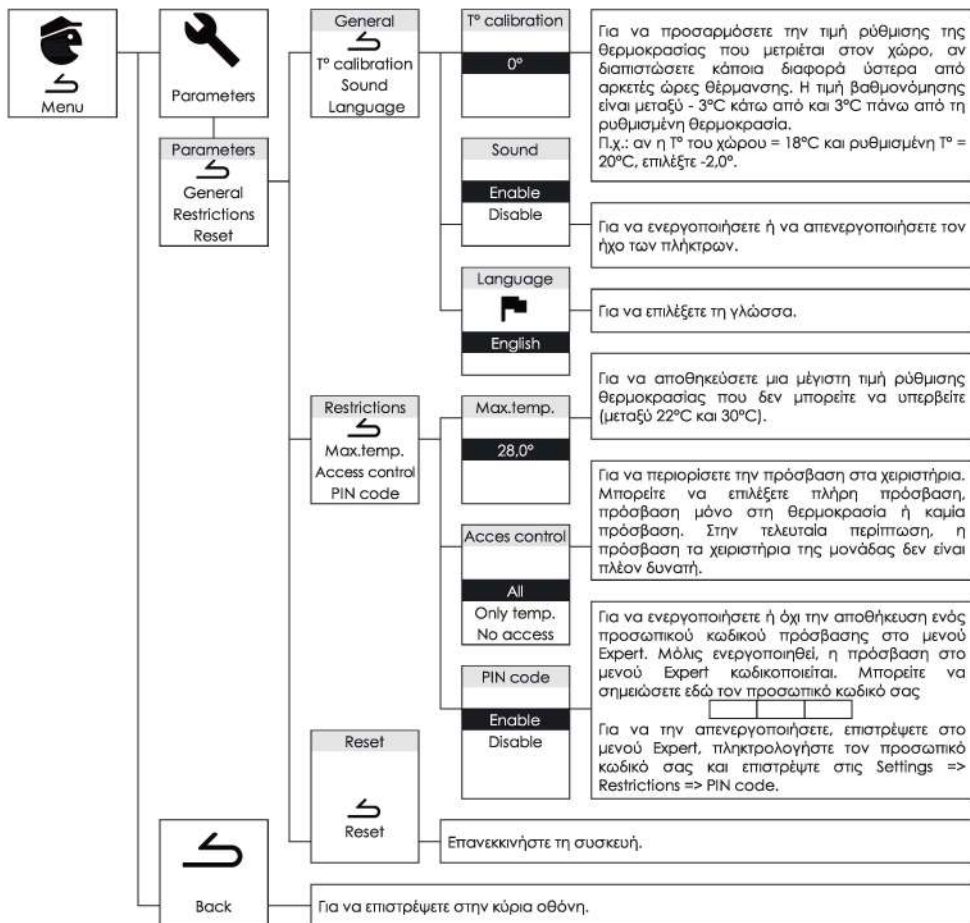 Menu
Parameters
Parameters
General
Restrictions
Reset
General
T° calibration
Sound
Language
T° calibration
0°
Για να προσαρμόσετε την τιμή ρύθμισης της
θερμοκρασίας που μετριέται στον χώρο, αν
διαπιστώσετε κάποια διαφορά ύστερα από
αρκετές ώρες θέρμανσης. Η τιμή βαθμονόμησης
είναι μεταξύ - 3°C κάτω από και 3°C πάνω από τη
ρυθμισμένη θερμοκρασία.
Π.χ.: αν η T° του χώρου = 18°C και ρυθμισμένη T° =
20°C, επιλέξτε -2,0°.
Sound
Enable
Disable
Για να ενεργοποιήσετε ή να απενεργοποιήσετε τον
ήχο των πλήκτρων.
Language
English
Για να επιλέξετε τη γλώσσα.
Restrictions
Max.temp.
Access control
PIN code
Max.temp.
28,0°
Για να αποθηκεύσετε μια μέγιστη τιμή ρύθμισης
θερμοκρασίας που δεν μπορείτε να υπερβείτε
(μεταξύ 22°C και 30°C).
Acces control
All
Only temp.
No access
Για να περιορίσετε την πρόσβαση στα χειριστήρια.
Μπορείτε να επιλέξετε πλήρη πρόσβαση,
πρόσβαση μόνο στη θερμοκρασία ή καμία
πρόσβαση. Στην τελευταία περίπτωση, η
πρόσβαση τα χειριστήρια της μονάδας δεν είναι
πλέον δυνατή.
PIN code
Enable
Disable
Για να ενεργοποιήσετε ή όχι την αποθήκευση ενός
προσωπικού κωδικού πρόσβασης στο μενού
Expert. Μόλις ενεργοποιηθεί, η πρόσβαση στο
μενού Expert κωδικοποιείται. Μπορείτε να
σημειώσετε εδώ τον προσωπικό κωδικό σας
Για να την απενεργοποιήσετε, επιστρέψετε στο
μενού Expert, πληκτρολογήστε τον προσωπικό
κωδικό σας και επιστρέψτε στις Settings =>
Restrictions => PIN code.
Reset
Reset
Επανεκκινήστε τη συσκευή.
Back
Για να επιστρέψετε στην κύρια οθόνη.